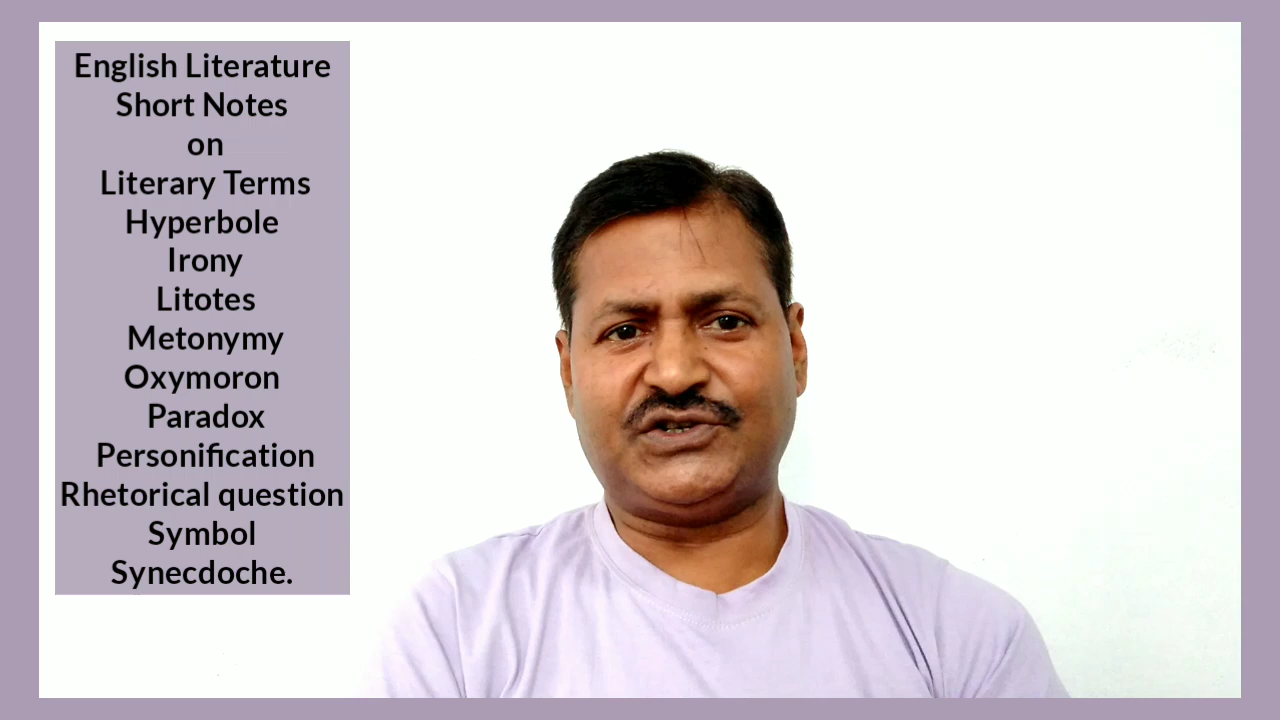 English Literature
Short Notes
on
Literary Terms
Hyperbole
Irony
Litotes
Metonymy
Oxymoron
Paradox
Personification
Rhetorical question
Symbol
Synecdoche.